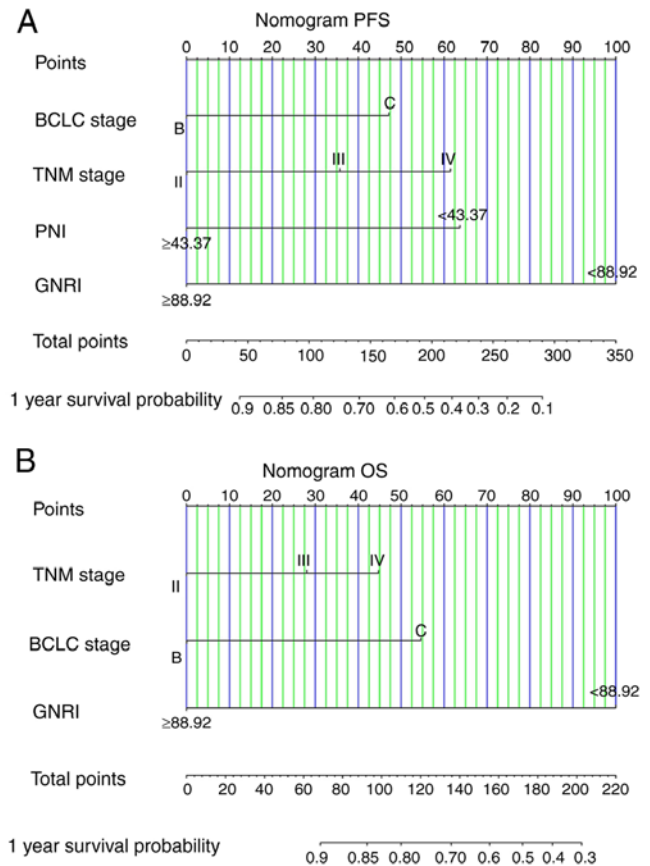 A
Nomogram PFS
0 10 20 30 40 50 60 70 80 90 100
Points
C
BCLC stage
B
III IV
TNM stage
II
<43.37
PNI
≥43.37
<88.92
GNRI
≥88.92
Total points
0 50 100 150 200 250 300 350
1 year survival probability
0.9 0.85 0.80 0.70 0.6 0.5 0.4 0.3 0.2 0.1
B
Nomogram OS
0 10 20 30 40 50 60 70 80 90 100
Points
III IV
TNM stage
II
C
BCLC stage
B
<88.92
GNRI
≥88.92
Total points
0 20 40 60 80 100 120 140 160 180 200 220
1 year survival probability
0.9 0.85 0.80 0.70 0.6 0.5 0.4 0.3